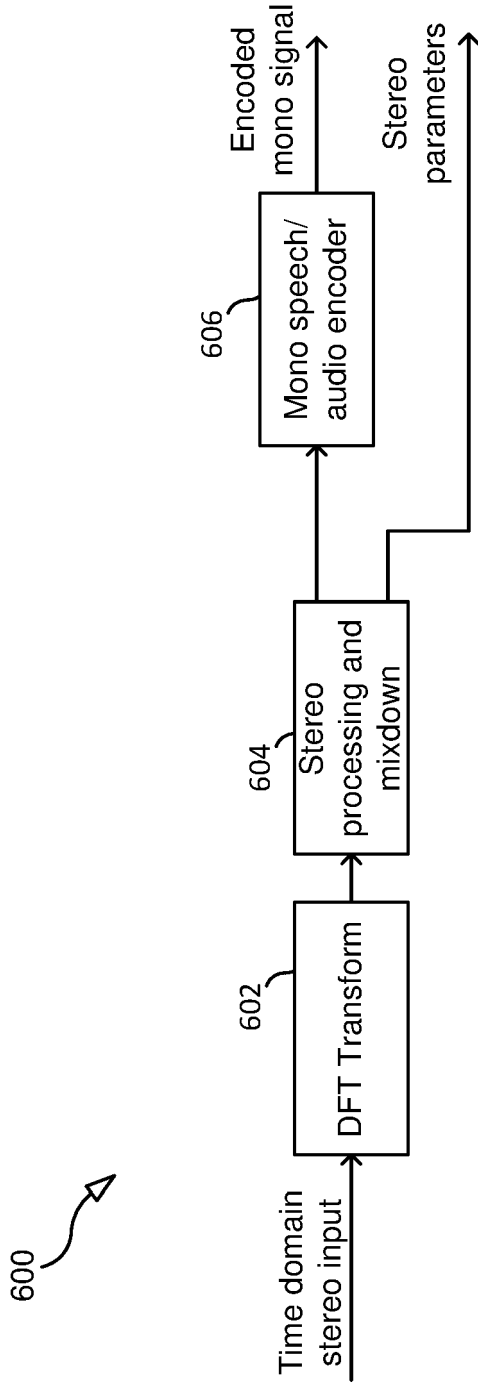 600
Time domain
stereo input
602
DFT Transform
604
Stereo
processing and
mixdown
606
Mono speech/
audio encoder
Encoded
mono signal
Stereo
parameters